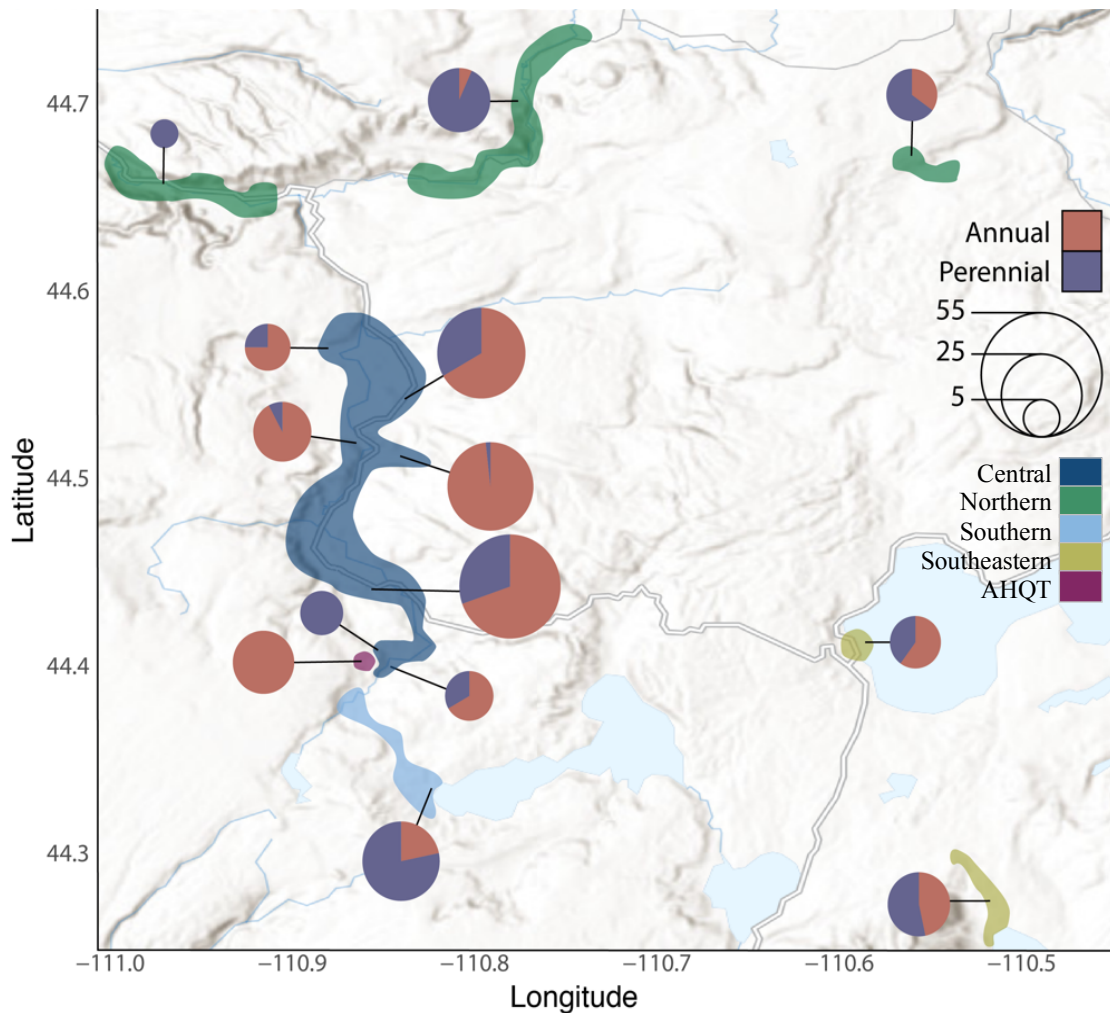 44.7
44.6
44.5
44.4
44.3
Latitude
Annual
Perennial
55
25
5
Central
Northern
Southern
Southeastern
AHQT
−111.0
−110.9
−110.8
−110.7
−110.6
−110.5
Longitude